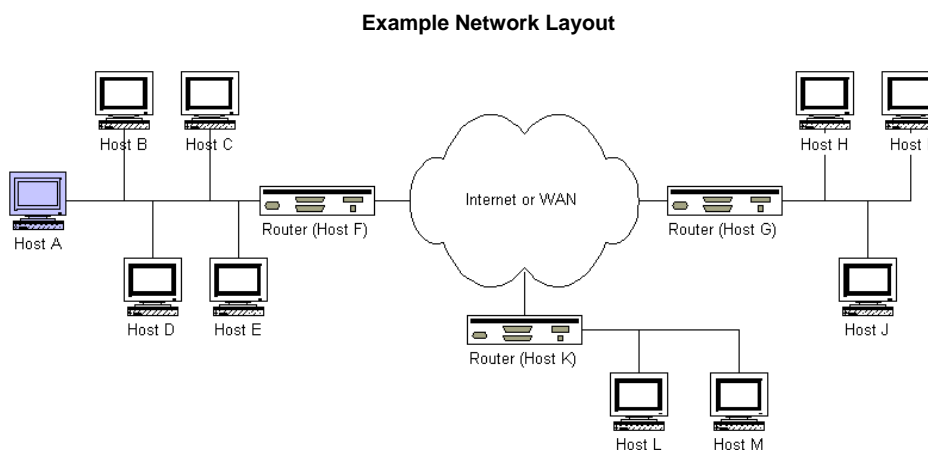 Example Network Layout
Host B
Host C
Host H
Host
Host A
Router (Host F)
Internet or WAN
Router (Host G)
Host D
Host E
Host J
Router (Host K)
Host L
Host M